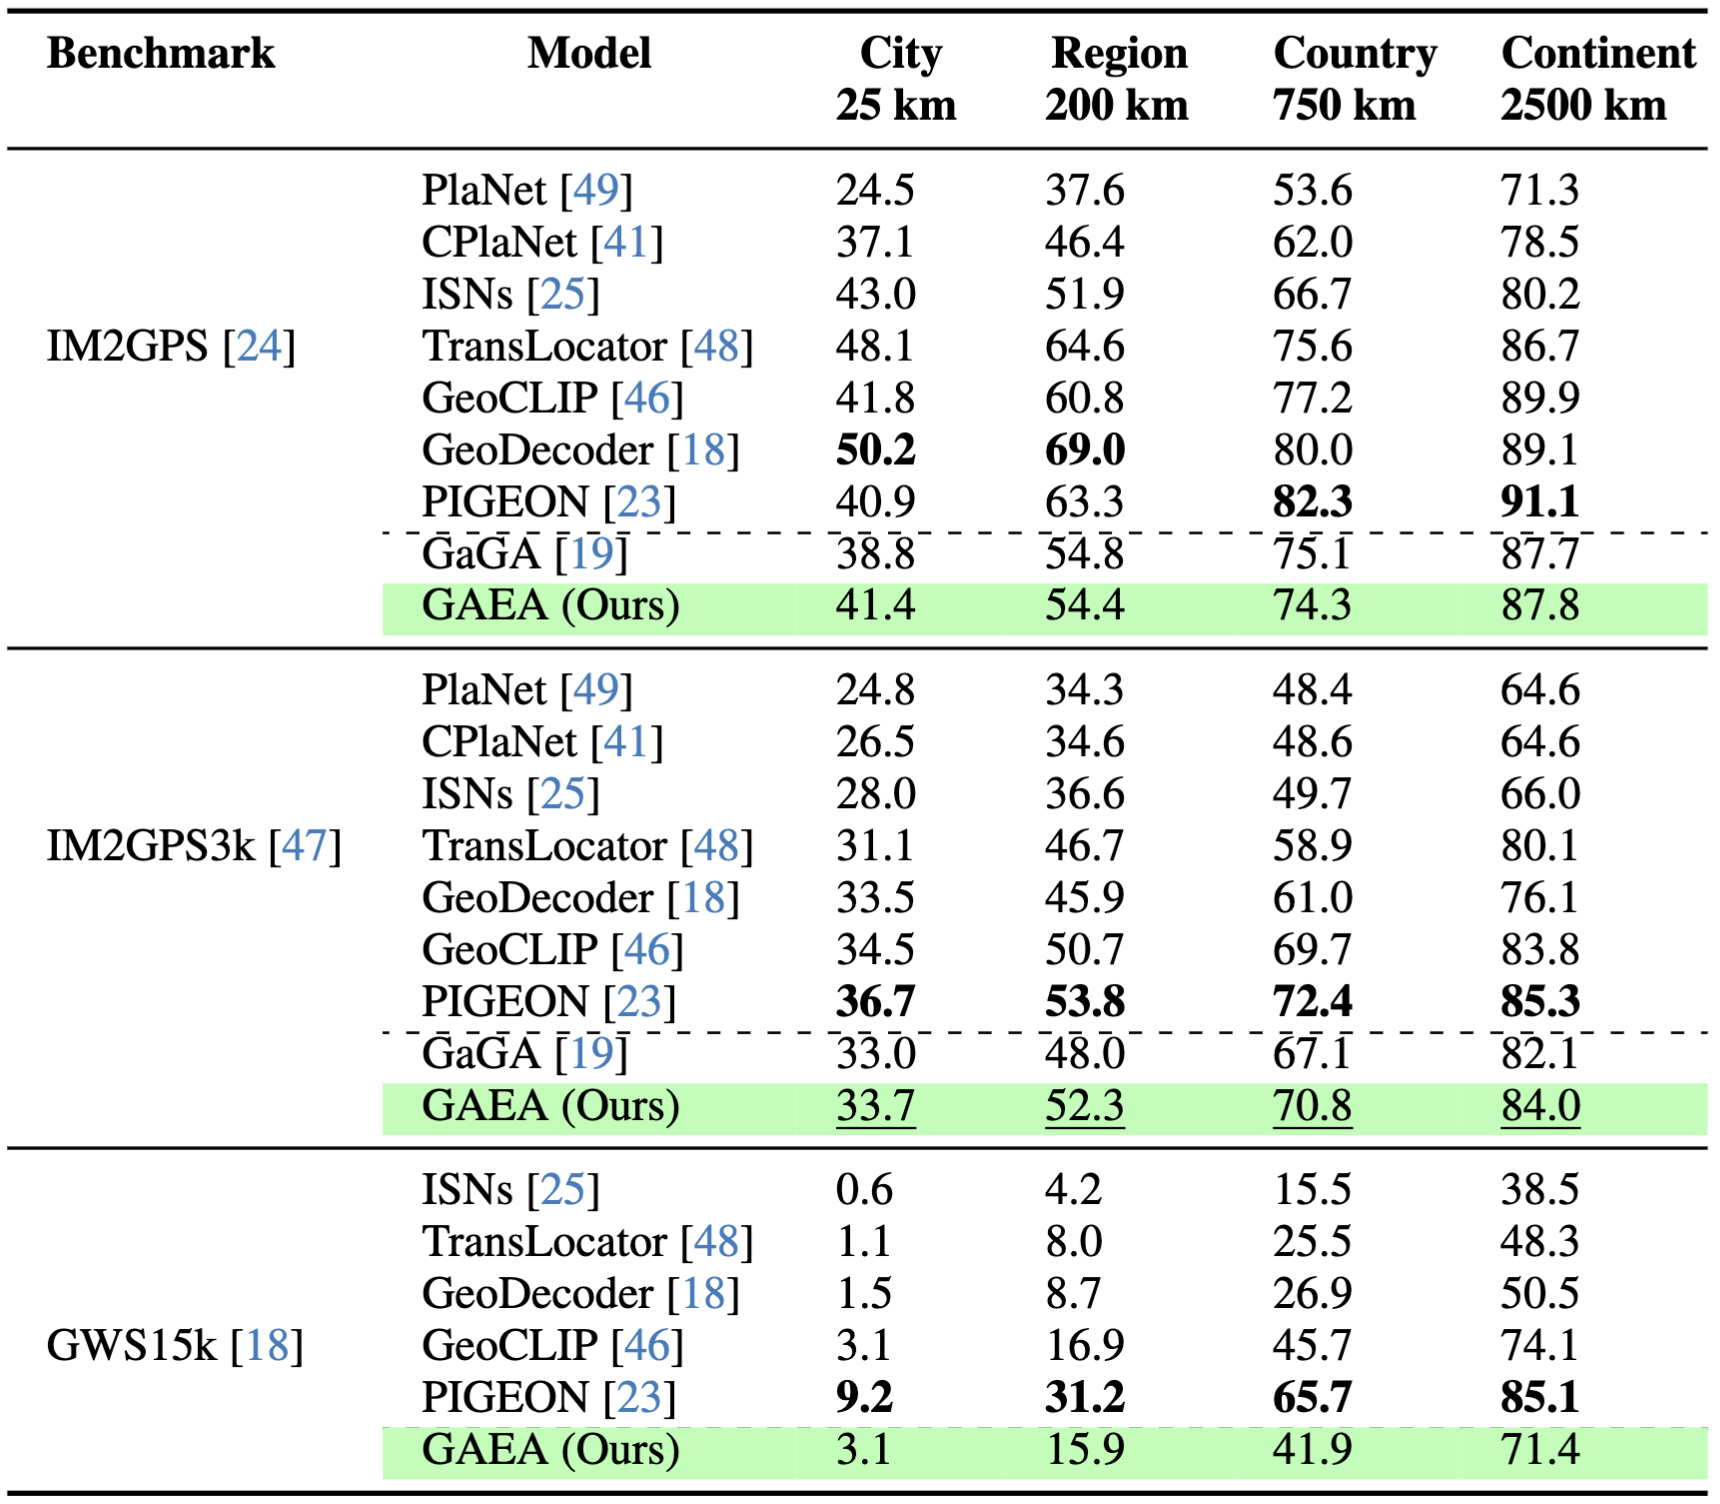 Benchmark Model City Region Country Continent
25 km 200 km 750 km 2500 km
PlaNet [49] 24.5 37.6 53.6 71.3
CPlaNet [41] 37.1 46.4 62.0 78.5
ISNs [25] 43.0 51.9 66.7 80.2
IM2GPS [24] TransLocator [48] 48.1 64.6 75.6 86.7
GeoCLIP [46] 41.8 60.8 77.2 89.9
GeoDecoder [18] 50.2 69.0 80.0 89.1
PIGEON [23] 40.9 63.3 82.3 91.1
GaGA [19] 38.8 54.8 75.1 87.7
GAEA (Ours) 41.4 54.4 74.3 87.8
PlaNet [49] 24.8 34.3 48.4 64.6
CPlaNet [41] 26.5 34.6 48.6 64.6
ISNs [25] 28.0 36.6 49.7 66.0
IM2GPS3k [47] TransLocator [48] 31.1 46.7 58.9 80.1
GeoDecoder [18] 33.5 45.9 61.0 76.1
GeoCLIP [46] 34.5 50.7 69.7 83.8
PIGEON [23] 36.7 53.8 72.4 85.3
GaGA [19] 33.0 48.0 67.1 82.1
GAEA (Ours) 33.7 52.3 70.8 84.0
ISNs [25] 0.6 4.2 15.5 38.5
TransLocator [48] 1.1 8.0 25.5 48.3
GeoDecoder [18] 1.5 8.7 26.9 50.5
GWS15k [18] GeoCLIP [46] 3.1 16.9 45.7 74.1
PIGEON [23] 9.2 31.2 65.7 85.1
GAEA (Ours) 3.1 15.9 41.9 71.4